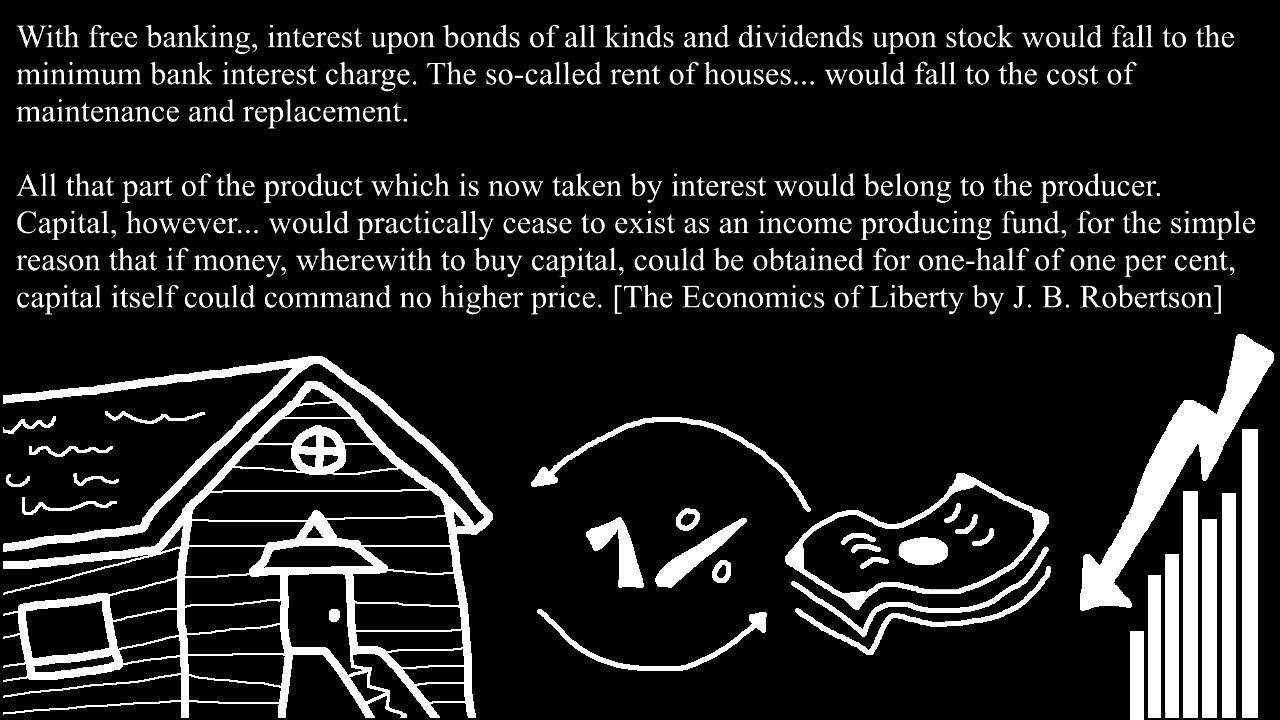 With free banking, interest upon bonds of all kinds and dividends upon stock would fall to the
minimum bank interest charge. The so-called rent of houses... would fall to the cost of
maintenance and replacement.
All that part of the product which is now taken by interest would belong to the producer.
Capital, however... would practically cease to exist as an income producing fund, for the simple
reason that if money, wherewith to buy capital, could be obtained for one-half of one per cent,
capital itself could command no higher price. [The Economics of Liberty by J. B. Robertson]
1%